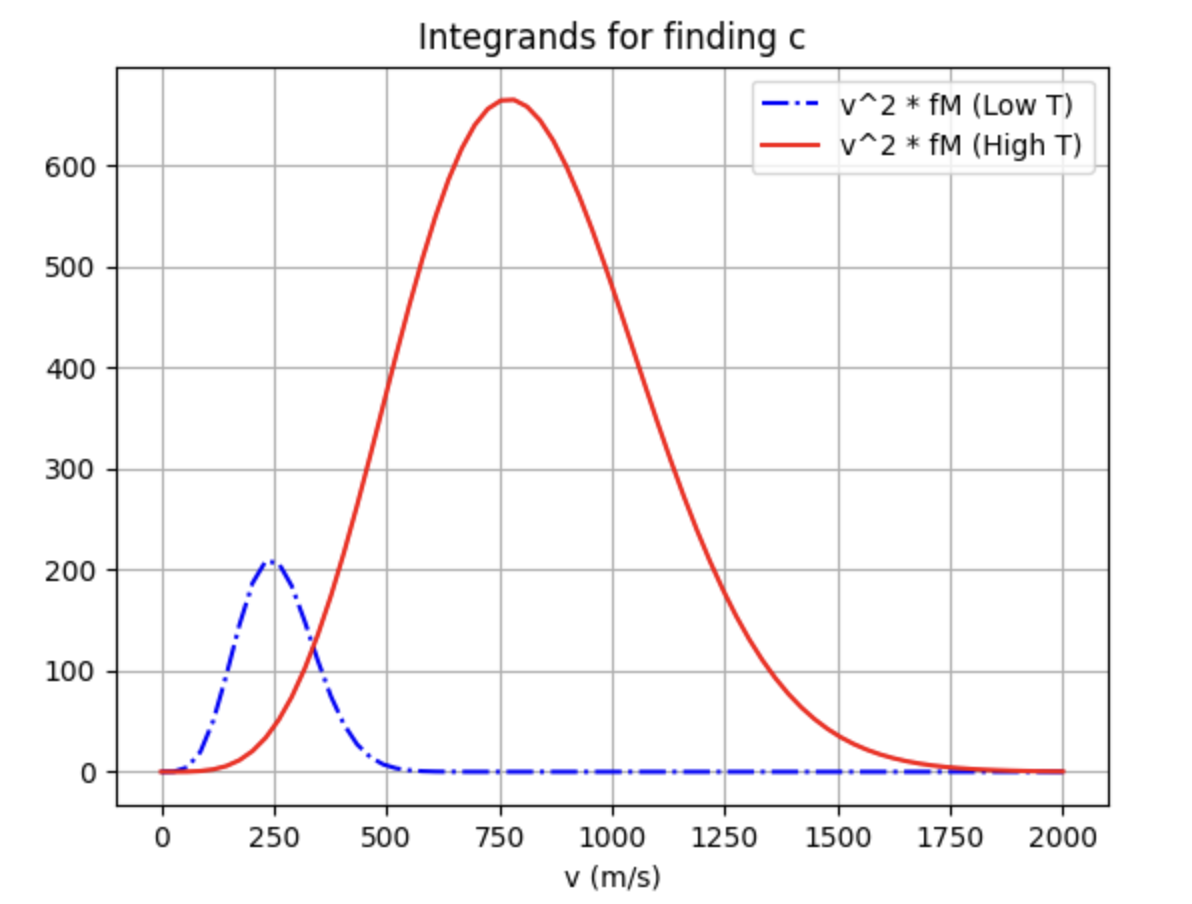 Integrands for finding c
v^2 * fM (Low T)
v^2 * fM (High T)
600
500
400
300
200
100
0
0 250 500 750 1000 1250 1500 1750 2000
v (m/s)